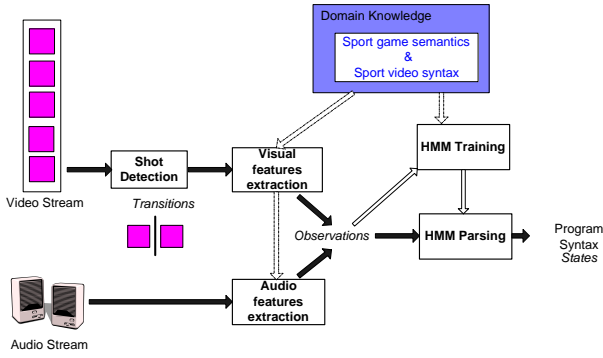 Domain Knowledge
Sport game semantics
&
Sport video syntax
Video Stream
Shot
Detection
Transitions
Visual
features
extraction
HMM Training
Observations
HMM Parsing
Program
Syntax
States
Audio
features
extraction
Audio Stream